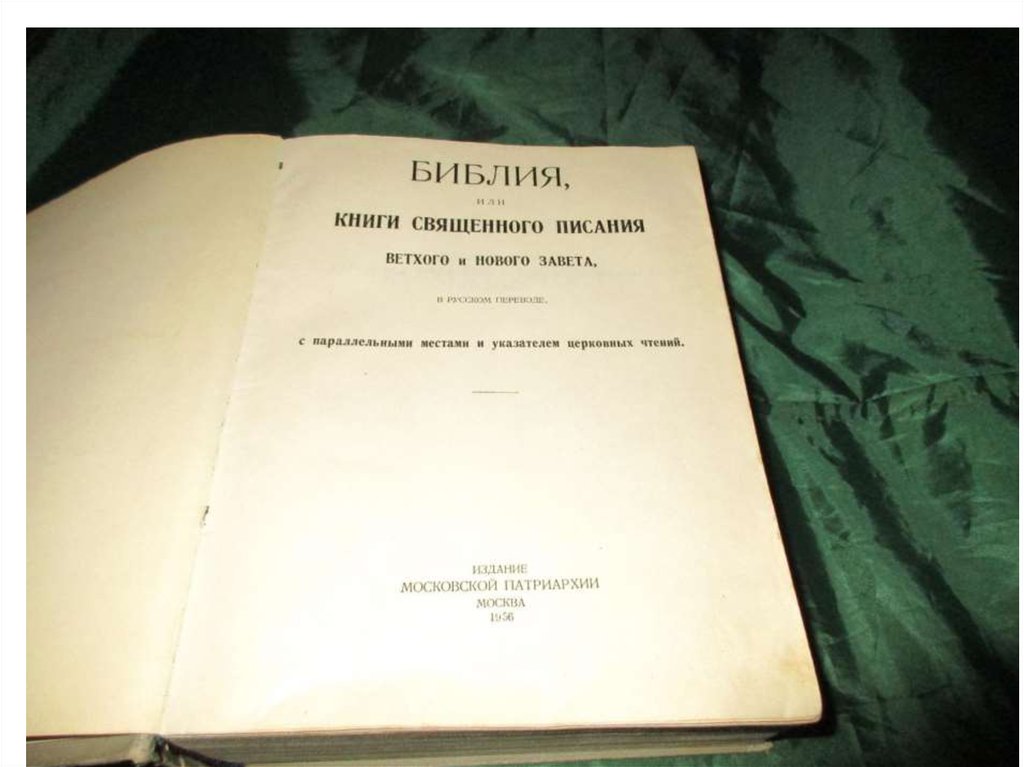 БИБЛИЯ,
ИЛИ
КНИГИ СВЯЩЕННОГО ПИСАНИЯ
ВЕТХОГО и НОВОГО ЗАВЕТА,
В РУССКОМ ПЕРЕВОДЕ,
с параллельными местами и указателем церковных чтений.
ИЗДАНИЕ
МОСКОВСКОЙ ПАТРИАРХИИ
МОСКВА
1956